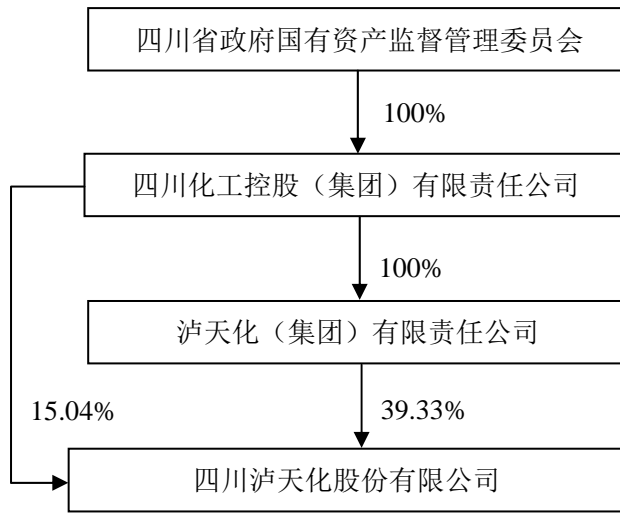 四川省政府国有资产监督管理委员会
100%
四川化工控股（集团）有限责任公司
100%
泸天化（集团）有限责任公司
15.04%
39.33%
四川泸天化股份有限公司